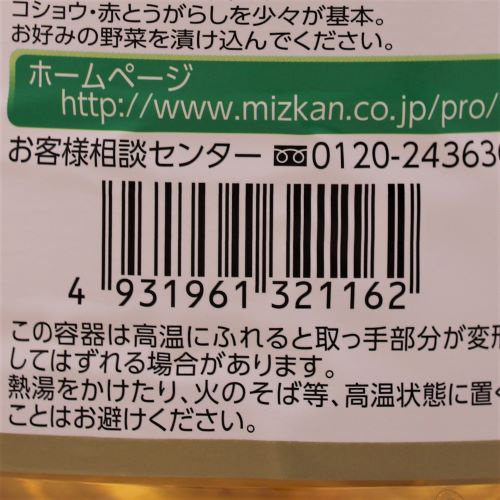 コショウ・赤とうがらしを少々が基本。
お好みの野菜を漬け込んでください。
ホームページ
http://www.mizkan.co.jp/pro/
お客様相談センター 0120-24363
4 931961 321162
この容器は高温にふれると取っ手部分が変形
してはずれる場合があります。
熱湯をかけたり、火のそば等、高温状態に置く
ことはお避けください。